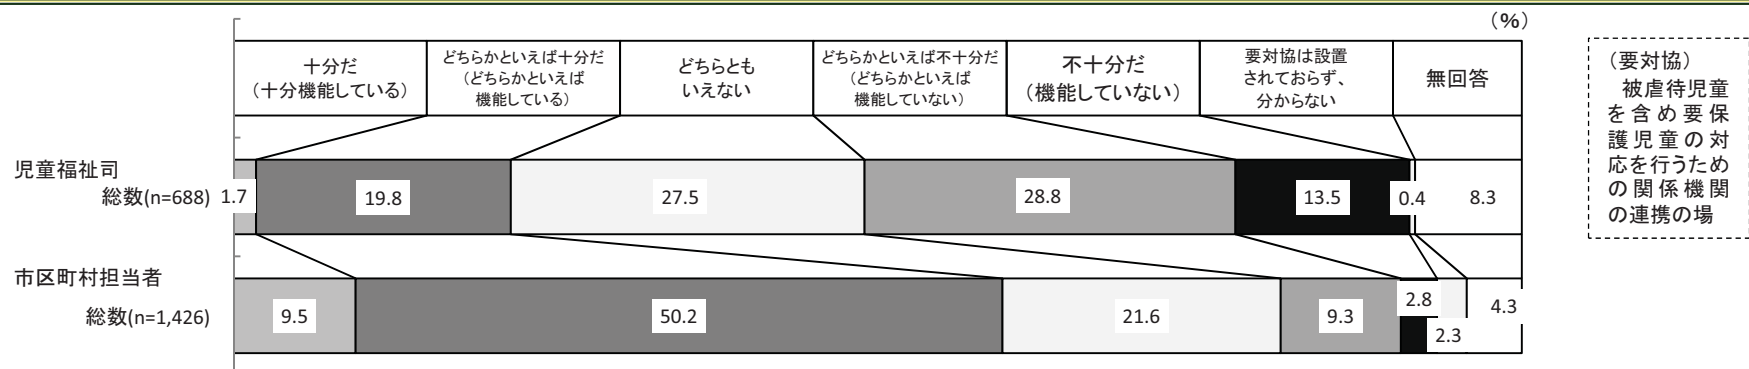 (%)
十分だ
(十分機能している)
どちらかといえば十分だ
(どちらかといえば
機能している)
どちらとも
いえない
どちらかといえば不十分だ
(どちらかといえば
機能していない)
不十分だ
(機能していない)
要対協は設置
されておらず、
分からない
無回答
児童福祉司
総数(n=688) 1.7 19.8 27.5 28.8 13.5 0.4 8.3
市区町村担当者
総数(n=1,426) 9.5 50.2 21.6 9.3 2.8 2.3 4.3
(要対協)
被虐待児童
を含め要保
護児童の対
応を行うため
の関係機関
の連携の場